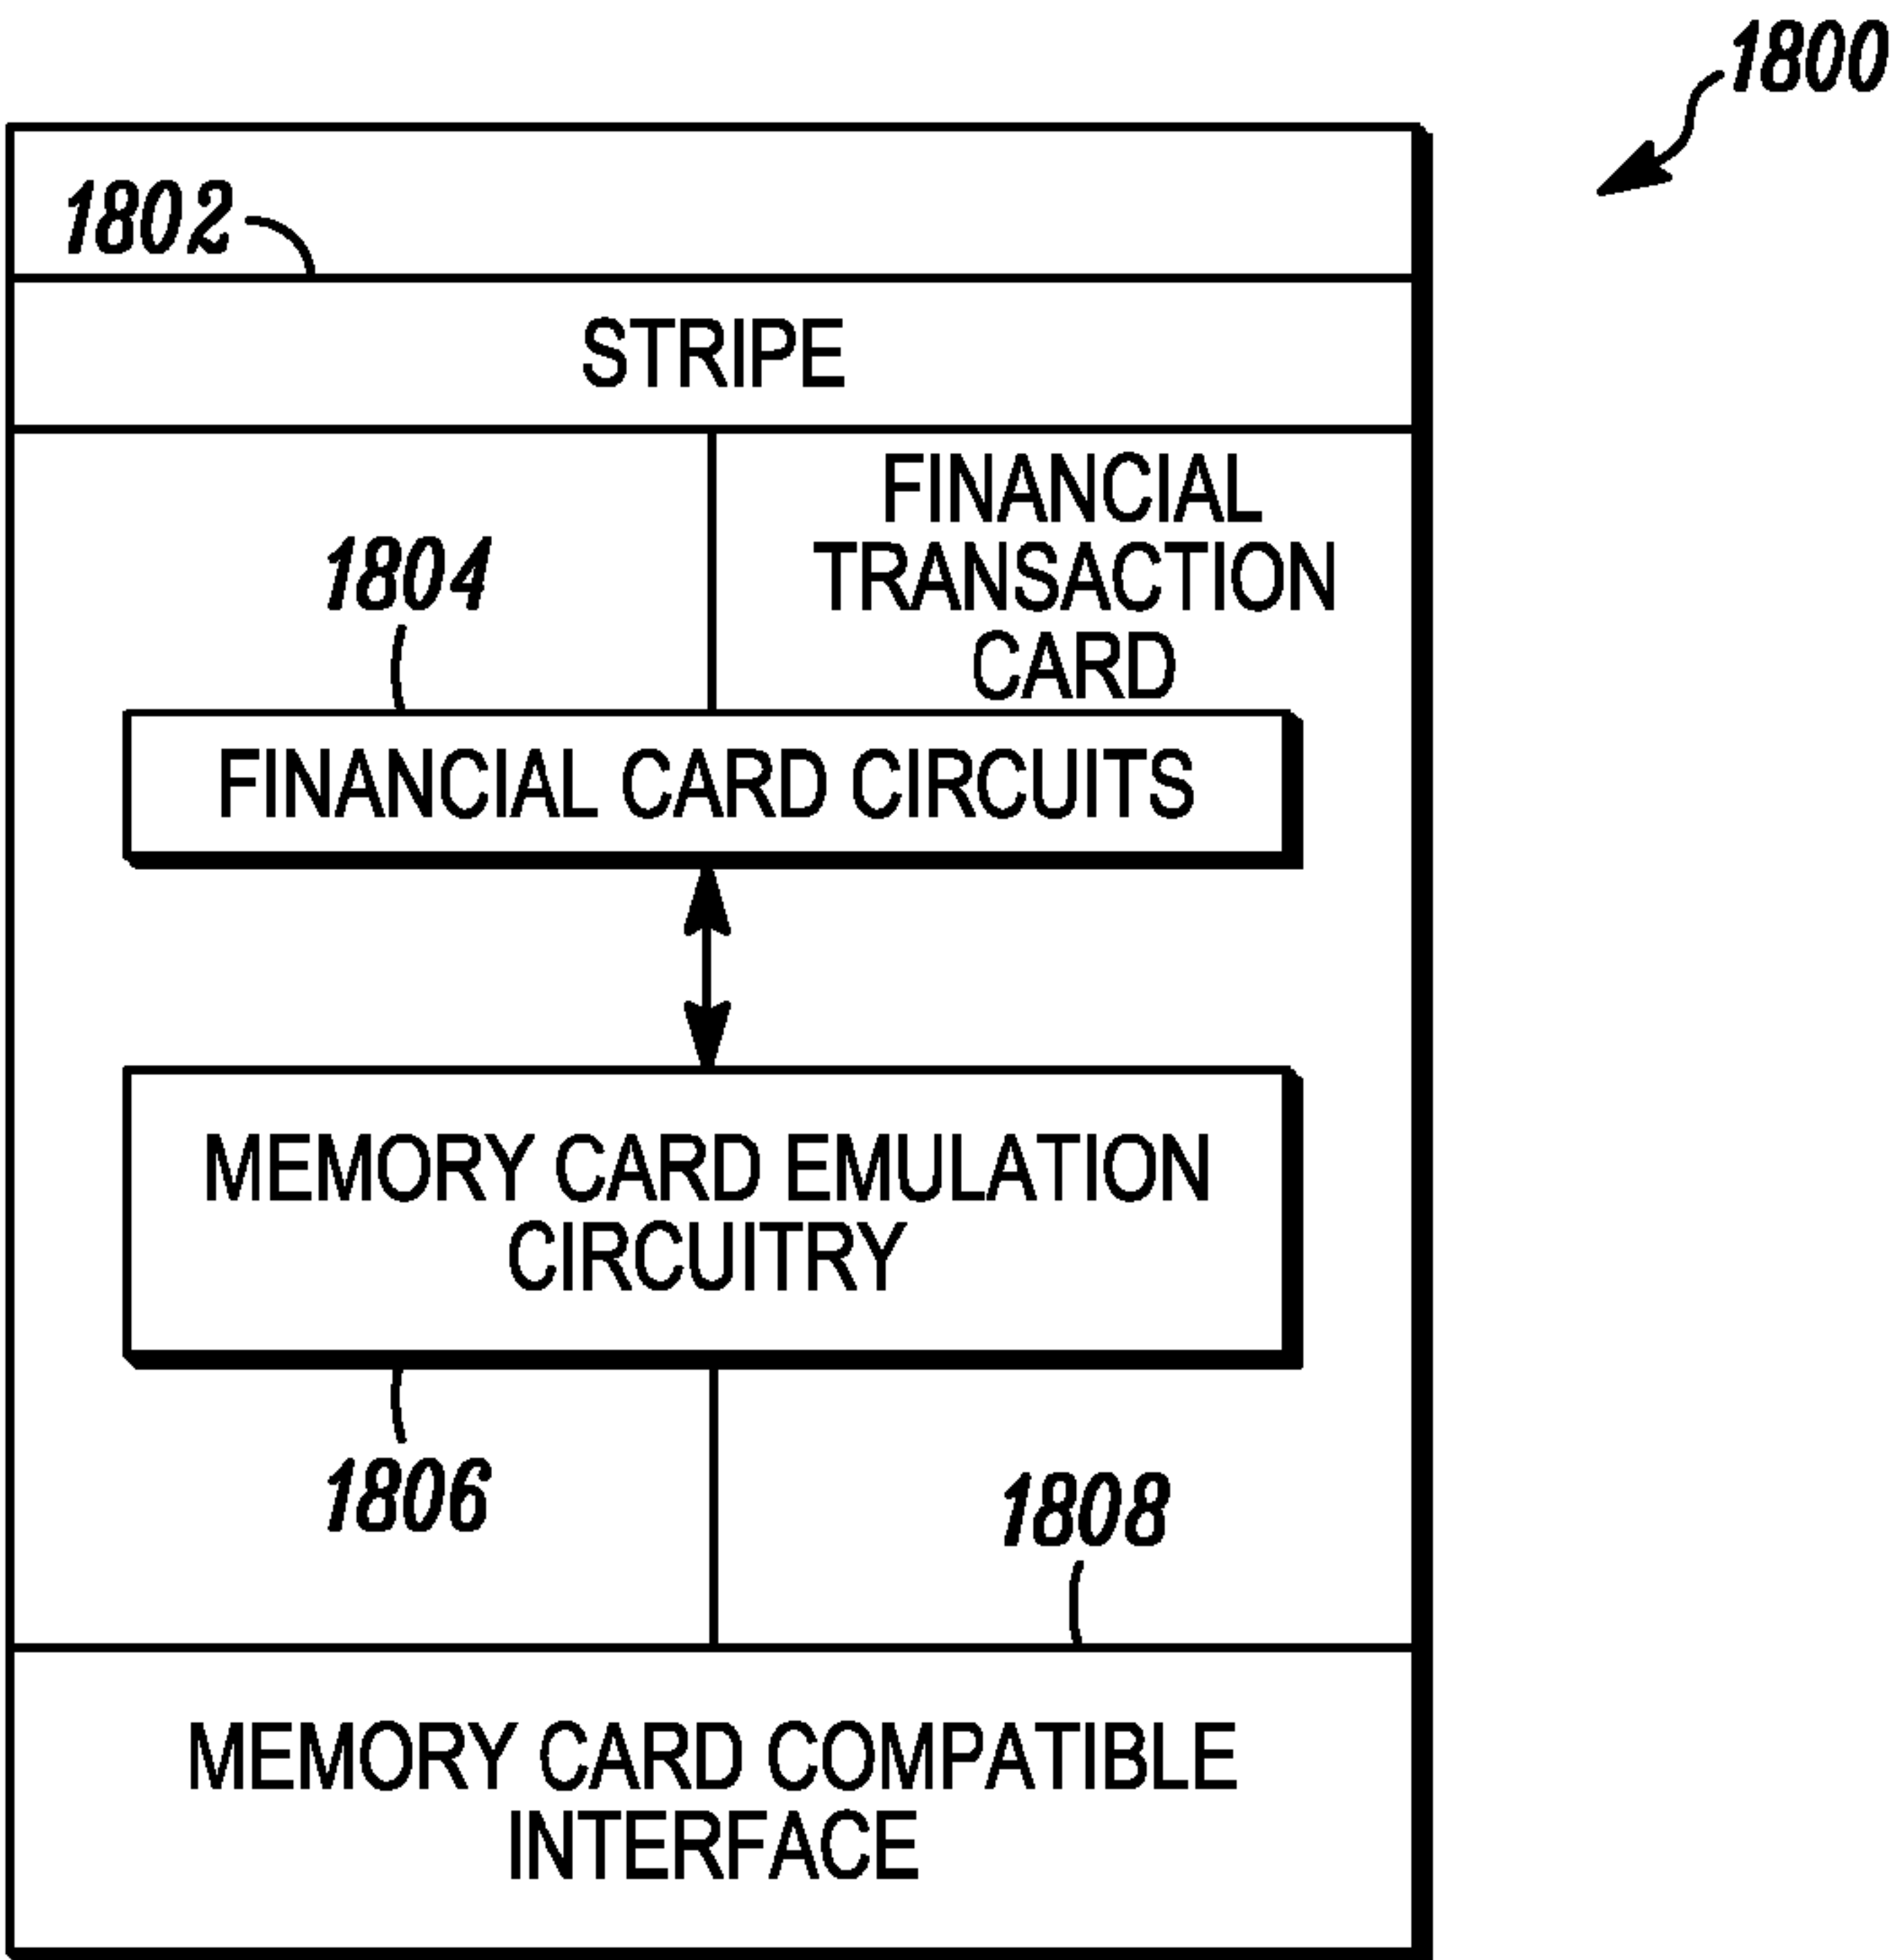 1800
1802
STRIPE
FINANCIAL
TRANSACTION
CARD
1804
FINANCIAL CARD CIRCUITS
MEMORY CARD EMULATION
CIRCUITRY
1806
1808
MEMORY CARD COMPATIBLE
INTERFACE